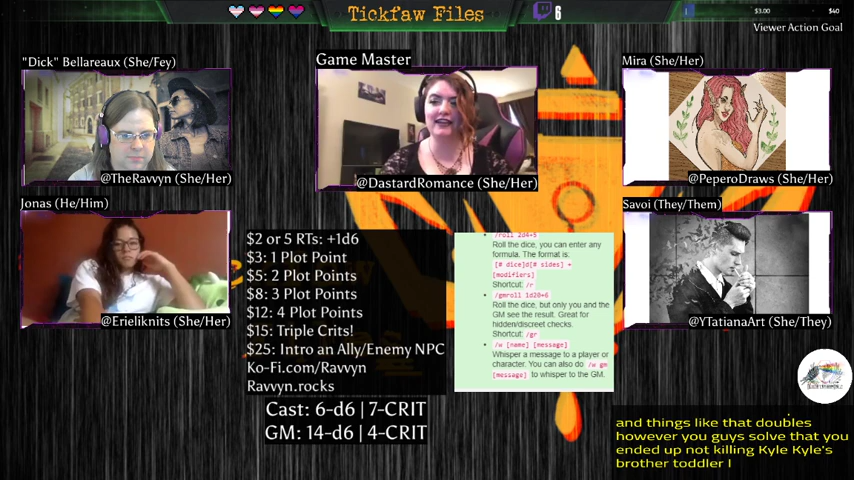 Tickfaw Files
6
$3.00
$40
Viewer Action Goal
"Dick" Bellareaux (She/Fey)
Game Master
Mira (She/Her)
@TheRavvyn (She/Her)
@DastardRomance (She/Her)
@PeperoDraws (She/Her)
Jonas (He/Him)
Savoi (They/Them)
@Erieliknits (She/Her)
@YTatianaArt (She/They)
$2 or 5 RTs: +1d6
$3: 1 Plot Point
$5: 2 Plot Points
$8: 3 Plot Points
$12: 4 Plot Points
$15: Triple Crits!
$25: Intro an Ally/Enemy NPC
Ko-Fi.com/Ravvyn
Ravvyn.rocks
Cast: 6-d6 | 7-CRIT
GM: 14-d6 | 4-CRIT
/roll 2d4+5
Roll the dice, you can enter any
formula. The format is:
[# dice]d[# sides] +
[modifiers]
Shortcut: /r
/gmroll 1d20+6
Roll the dice, but only you and the
GM see the result. Great for
hidden/discreet checks.
Shortcut: /gr
/w [name] [message]
Whisper a message to a player or
character. You can also do /w gm
[message] to whisper to the GM.
and things like that doubles
however you guys solve that you
ended up not killing Kyle Kyle's
brother toddler I